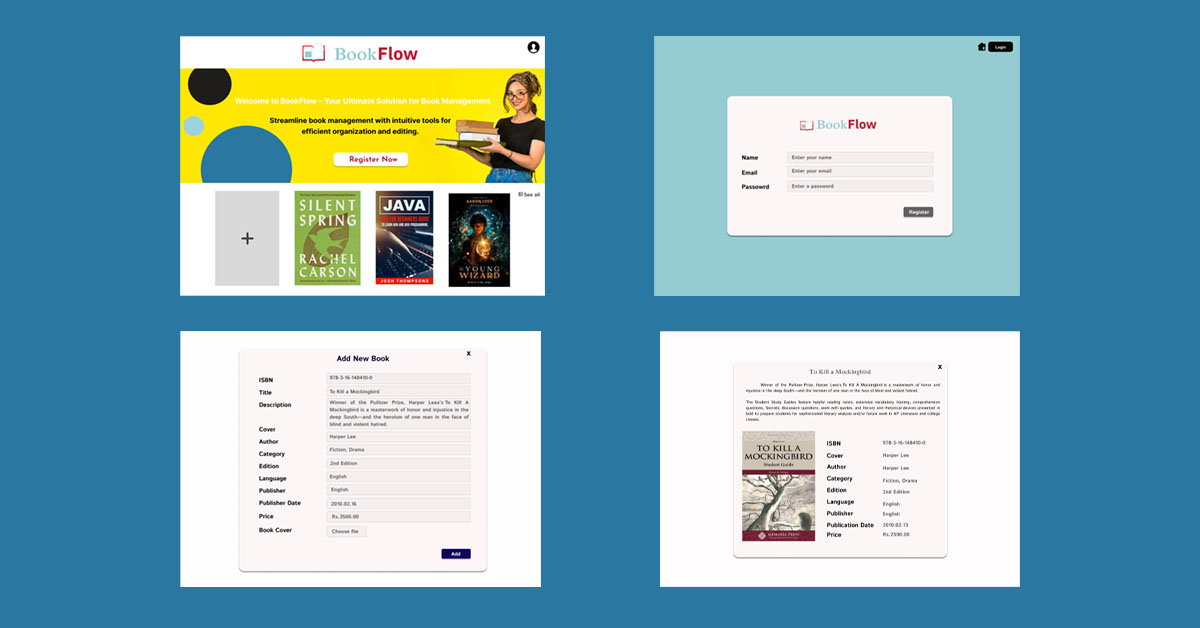 BookFlow
Welcome to BookFlow – Your Ultimate Solution for Book Management
Streamline book management with intuitive tools for
efficient organization and editing.
Register Now
See all
+
SILENT
SPRING
RACHEL
CARSON
JAVA
TO LEARN JAVA AND JAVA PROGRAMMING
JOSH THOMPSONS
YOUNG
WIZARD
Login
BookFlow
Name Enter your name
Email Enter your email
Passowrd Enter a password
Register
Add New Book X
ISBN 978-3-16-148410-0
Title To Kill a Mockingbird
Description Winner of the Pulitzer Prize, Harper Lees's To Kill A
Mockingbird is a masterwork of honor and injustice in the
deep South—and the heroism of one man in the face of
blind and violent hatred.
Cover
Author Harper Lee
Category Fiction, Drama
Edition 2nd Edition
Language English
Publisher English
Publisher Date 2010.02.16
Price Rs.2500.00
Book Cover Choose file
Add
X
To Kill a Mockingbird
Winner of the Pulitzer Prize, Harper Lees's To Kill A Mockingbird is a masterwork of honor and
injustice in the deep South—and the heroism of one man in the face of blind and violent hatred.
The Student Study Guides feature helpful reading notes, extensive vocabulary training, comprehension
questions, Socratic discussion questions, work with quotes, and literary and rhetorical devices presented in
bold to prepare students for sophisticated literary analysis and/or future work in AP Literature and college
classes.
TO KILL A
MOCKINGBIRD
Student Guide
MEMORIA PRESS
ISBN 978-3-16-148410-0
Cover Harper Lee
Author Harper Lee
Category Fiction, Drama
Edition 2nd Edition
Language English
Publisher English
Publication Date 2010.02.13
Price Rs.2500.00